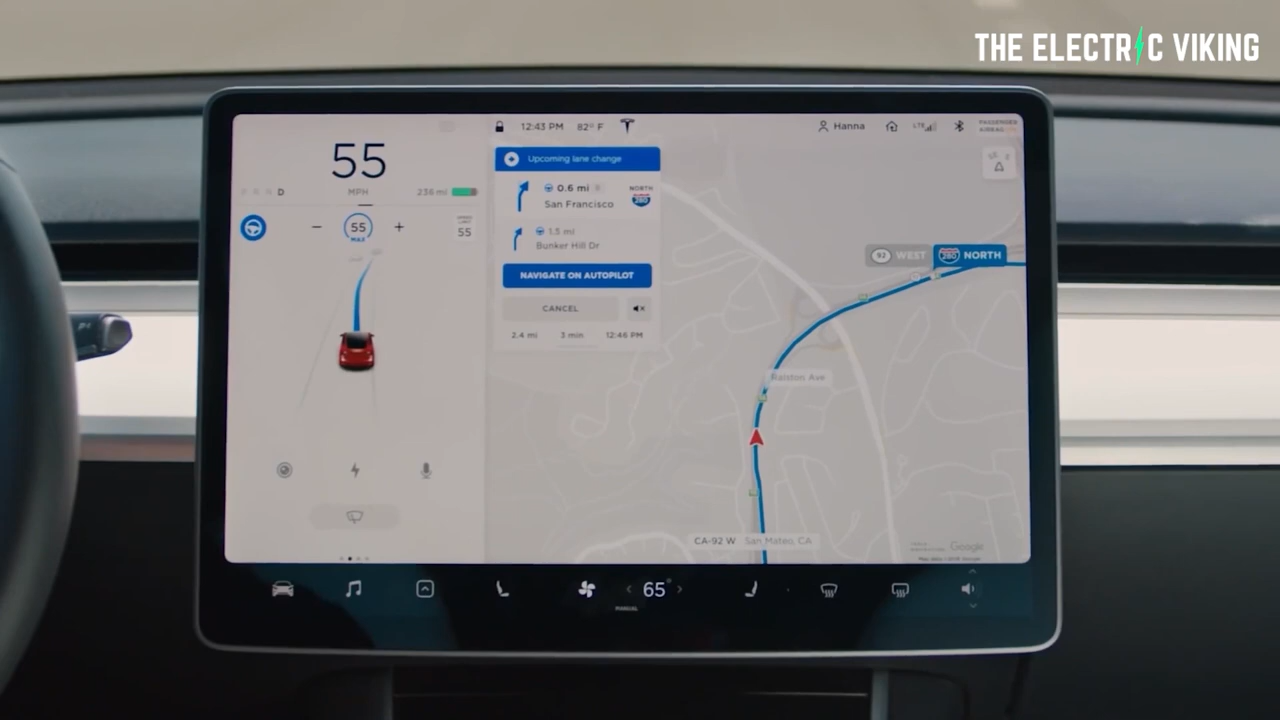 THE ELECTRIC VIKING
12:43 PM 82° F
Hanna
LTE
PASSENGER
AIRBAG
55
MPH
D
236 mi
55
MAX
SPEED
LIMIT
55
Upcoming lane change
0.6 mi
San Francisco
NORTH
280
1.5 mi
Bunker Hill Dr
NAVIGATE ON AUTOPILOT
CANCEL
2.4 mi 3 min 12:46 PM
92 WEST 280 NORTH
Ralston Ave
CA-92 W San Mateo, CA
Google
65°
MANUAL